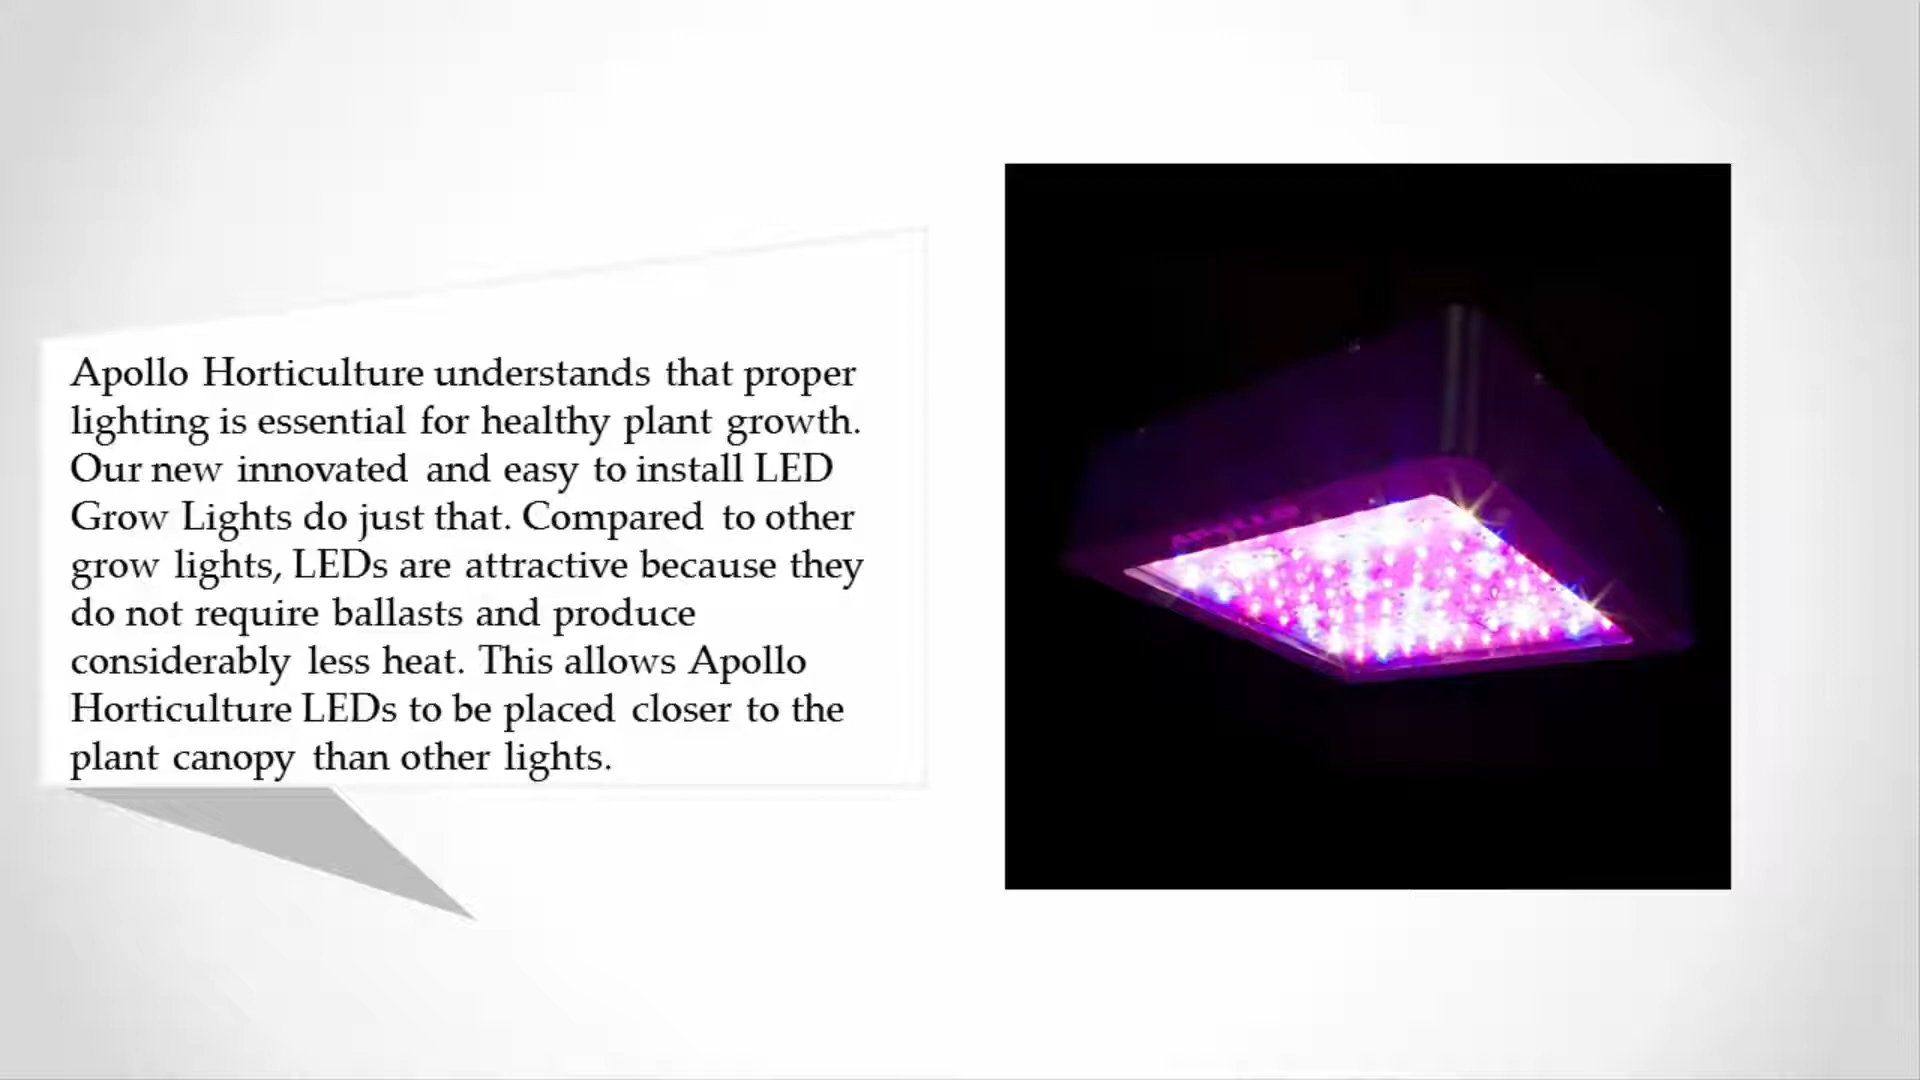 Apollo Horticulture understands that proper
lighting is essential for healthy plant growth.
Our new innovated and easy to install LED
Grow Lights do just that. Compared to other
grow lights, LEDs are attractive because they
do not require ballasts and produce
considerably less heat. This allows Apollo
Horticulture LEDs to be placed closer to the
plant canopy than other lights.